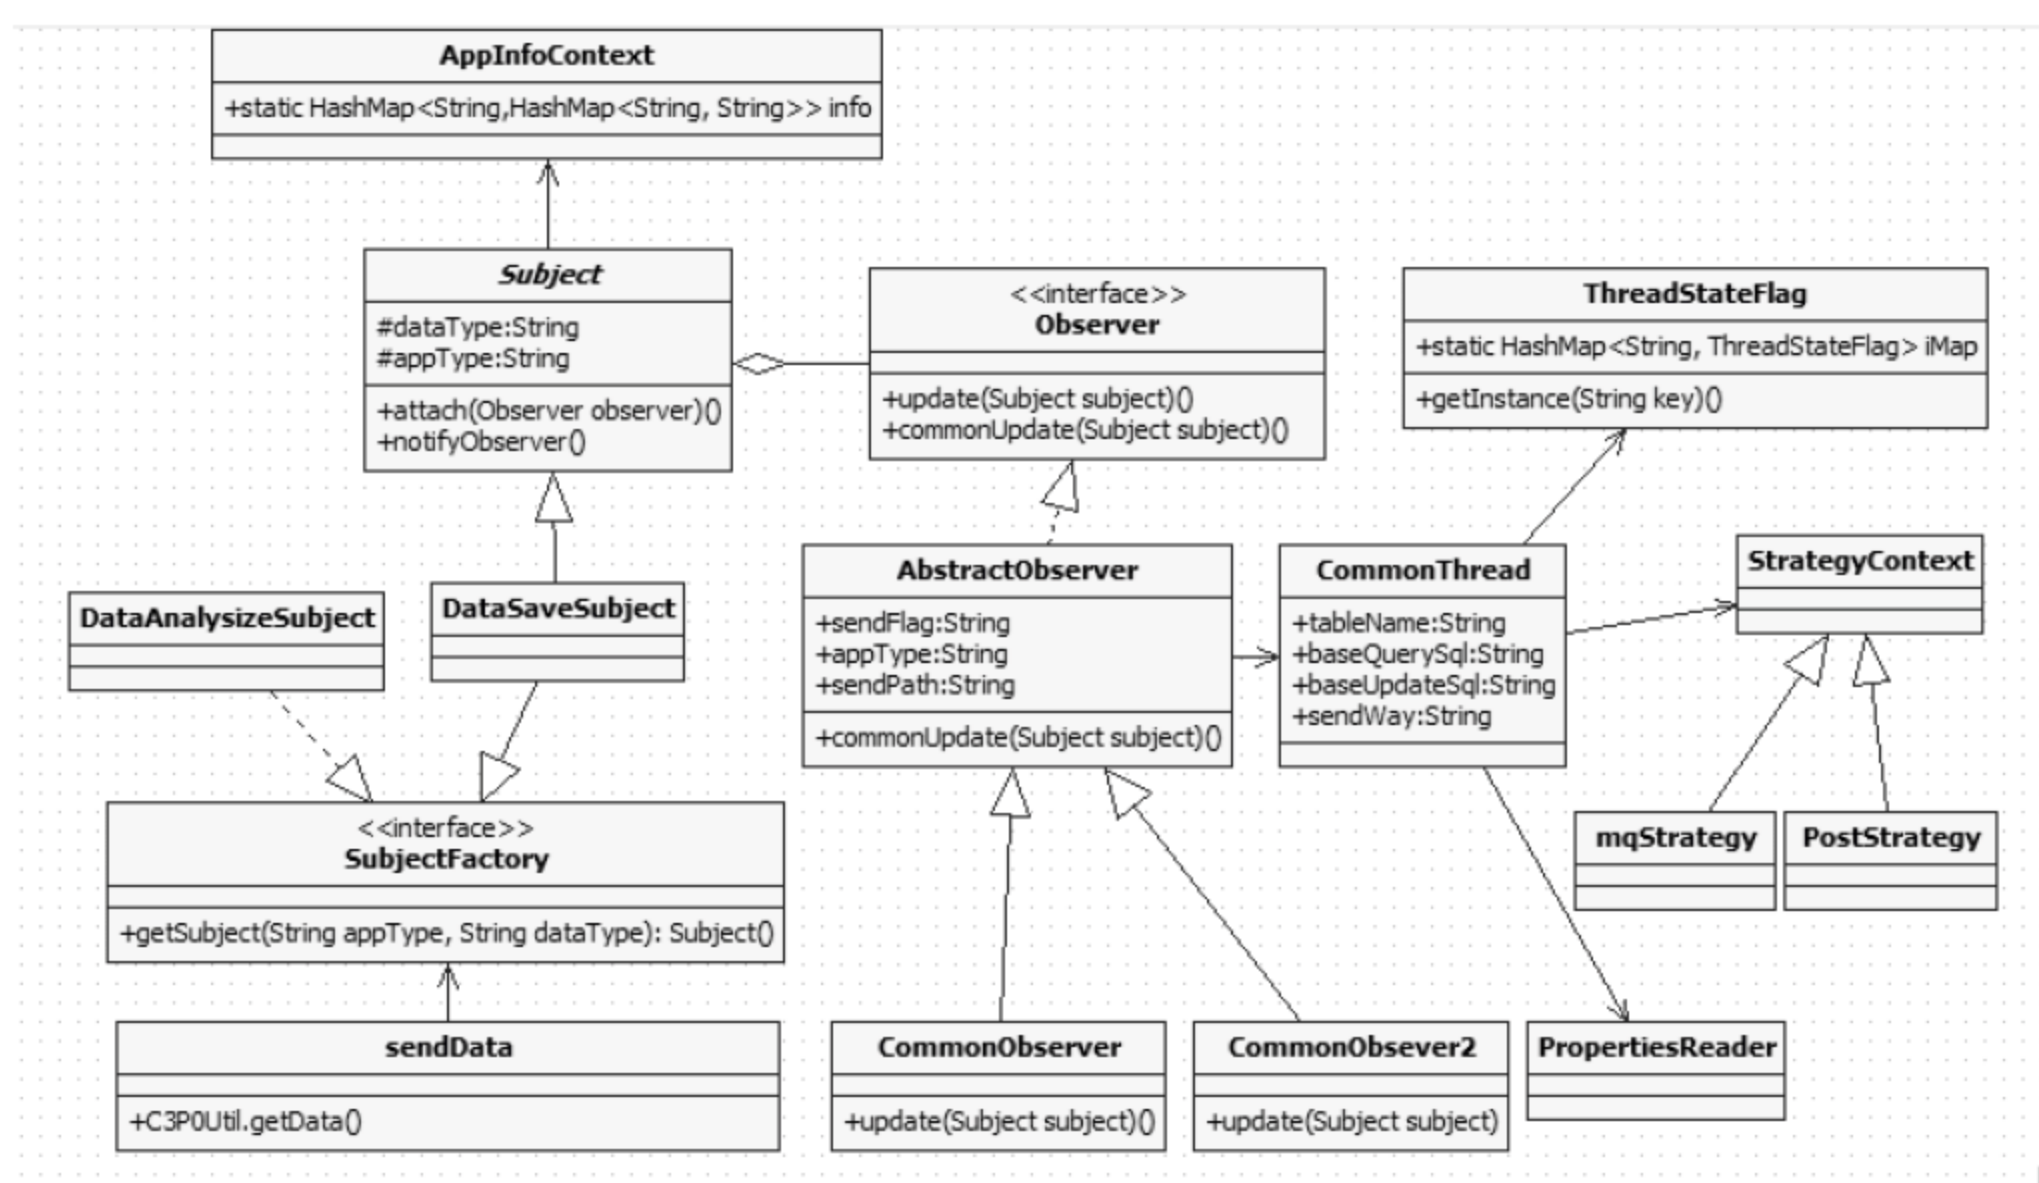 AppInfoContext
+static HashMap<String,HashMap<String, String>> info
Subject
#dataType:String
#appType:String
+attach(Observer observer)()
+notifyObserver()
<<interface>>
Observer
+update(Subject subject)()
+commonUpdate(Subject subject)()
ThreadStateFlag
+static HashMap<String, ThreadStateFlag> iMap
+getInstance(String key)()
DataAnalysizeSubject
DataSaveSubject
AbstractObserver
+sendFlag:String
+appType:String
+sendPath:String
+commonUpdate(Subject subject)()
CommonThread
+tableName:String
+baseQuerySql:String
+baseUpdateSql:String
+sendWay:String
StrategyContext
mqStrategy
PostStrategy
<<interface>>
SubjectFactory
+getSubject(String appType, String dataType): Subject()
sendData
+C3P0Util.getData()
CommonObserver
+update(Subject subject)()
CommonObsever2
+update(Subject subject)
PropertiesReader